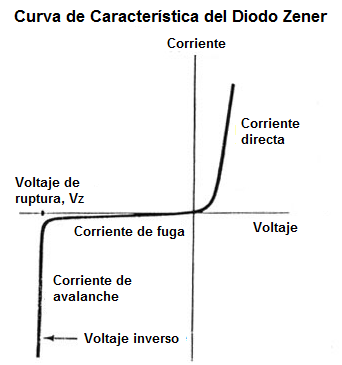 Curva de Característica del Diodo Zener
Corriente
Corriente
directa
Voltaje de
ruptura, Vz
Voltaje
Corriente de fuga
Corriente de
avalanche
Voltaje inverso